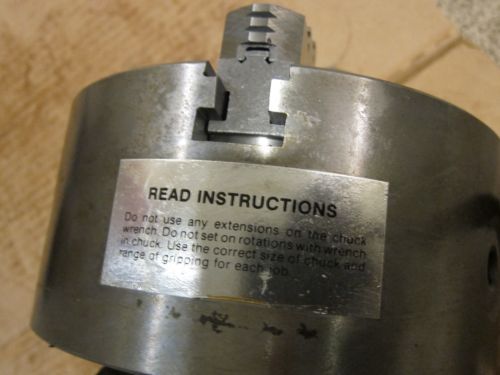 READ INSTRUCTIONS
Do not use any extensions on the chuck
wrench. Do not set on rotations with wrench
in chuck. Use the correct size of chuck and
range of gripping for each job.